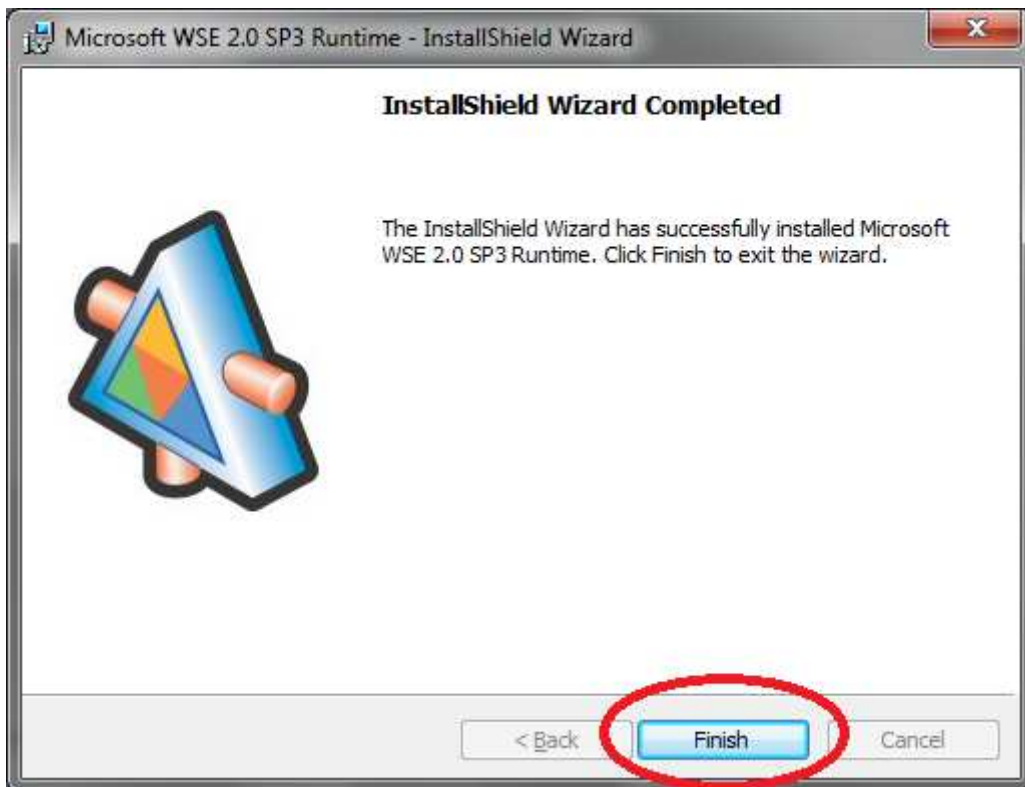 Microsoft WSE 2.0 SP3 Runtime - InstallShield Wizard
InstallShield Wizard Completed
The InstallShield Wizard has successfully installed Microsoft
WSE 2.0 SP3 Runtime. Click Finish to exit the wizard.
< Back Finish Cancel